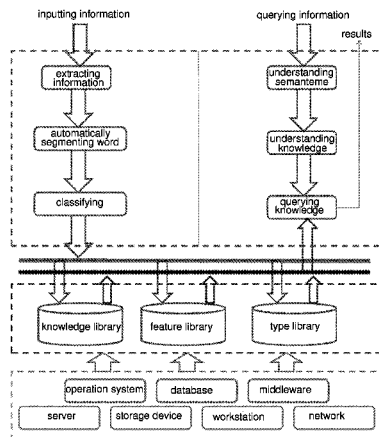 inputting information
querying information
results
extracting
information
understanding
semanteme
automatically
segmenting word
understanding
knowledge
classifying
querying
knowledge
knowledge library
feature library
type library
operation system
database
middleware
server
storage device
workstation
network